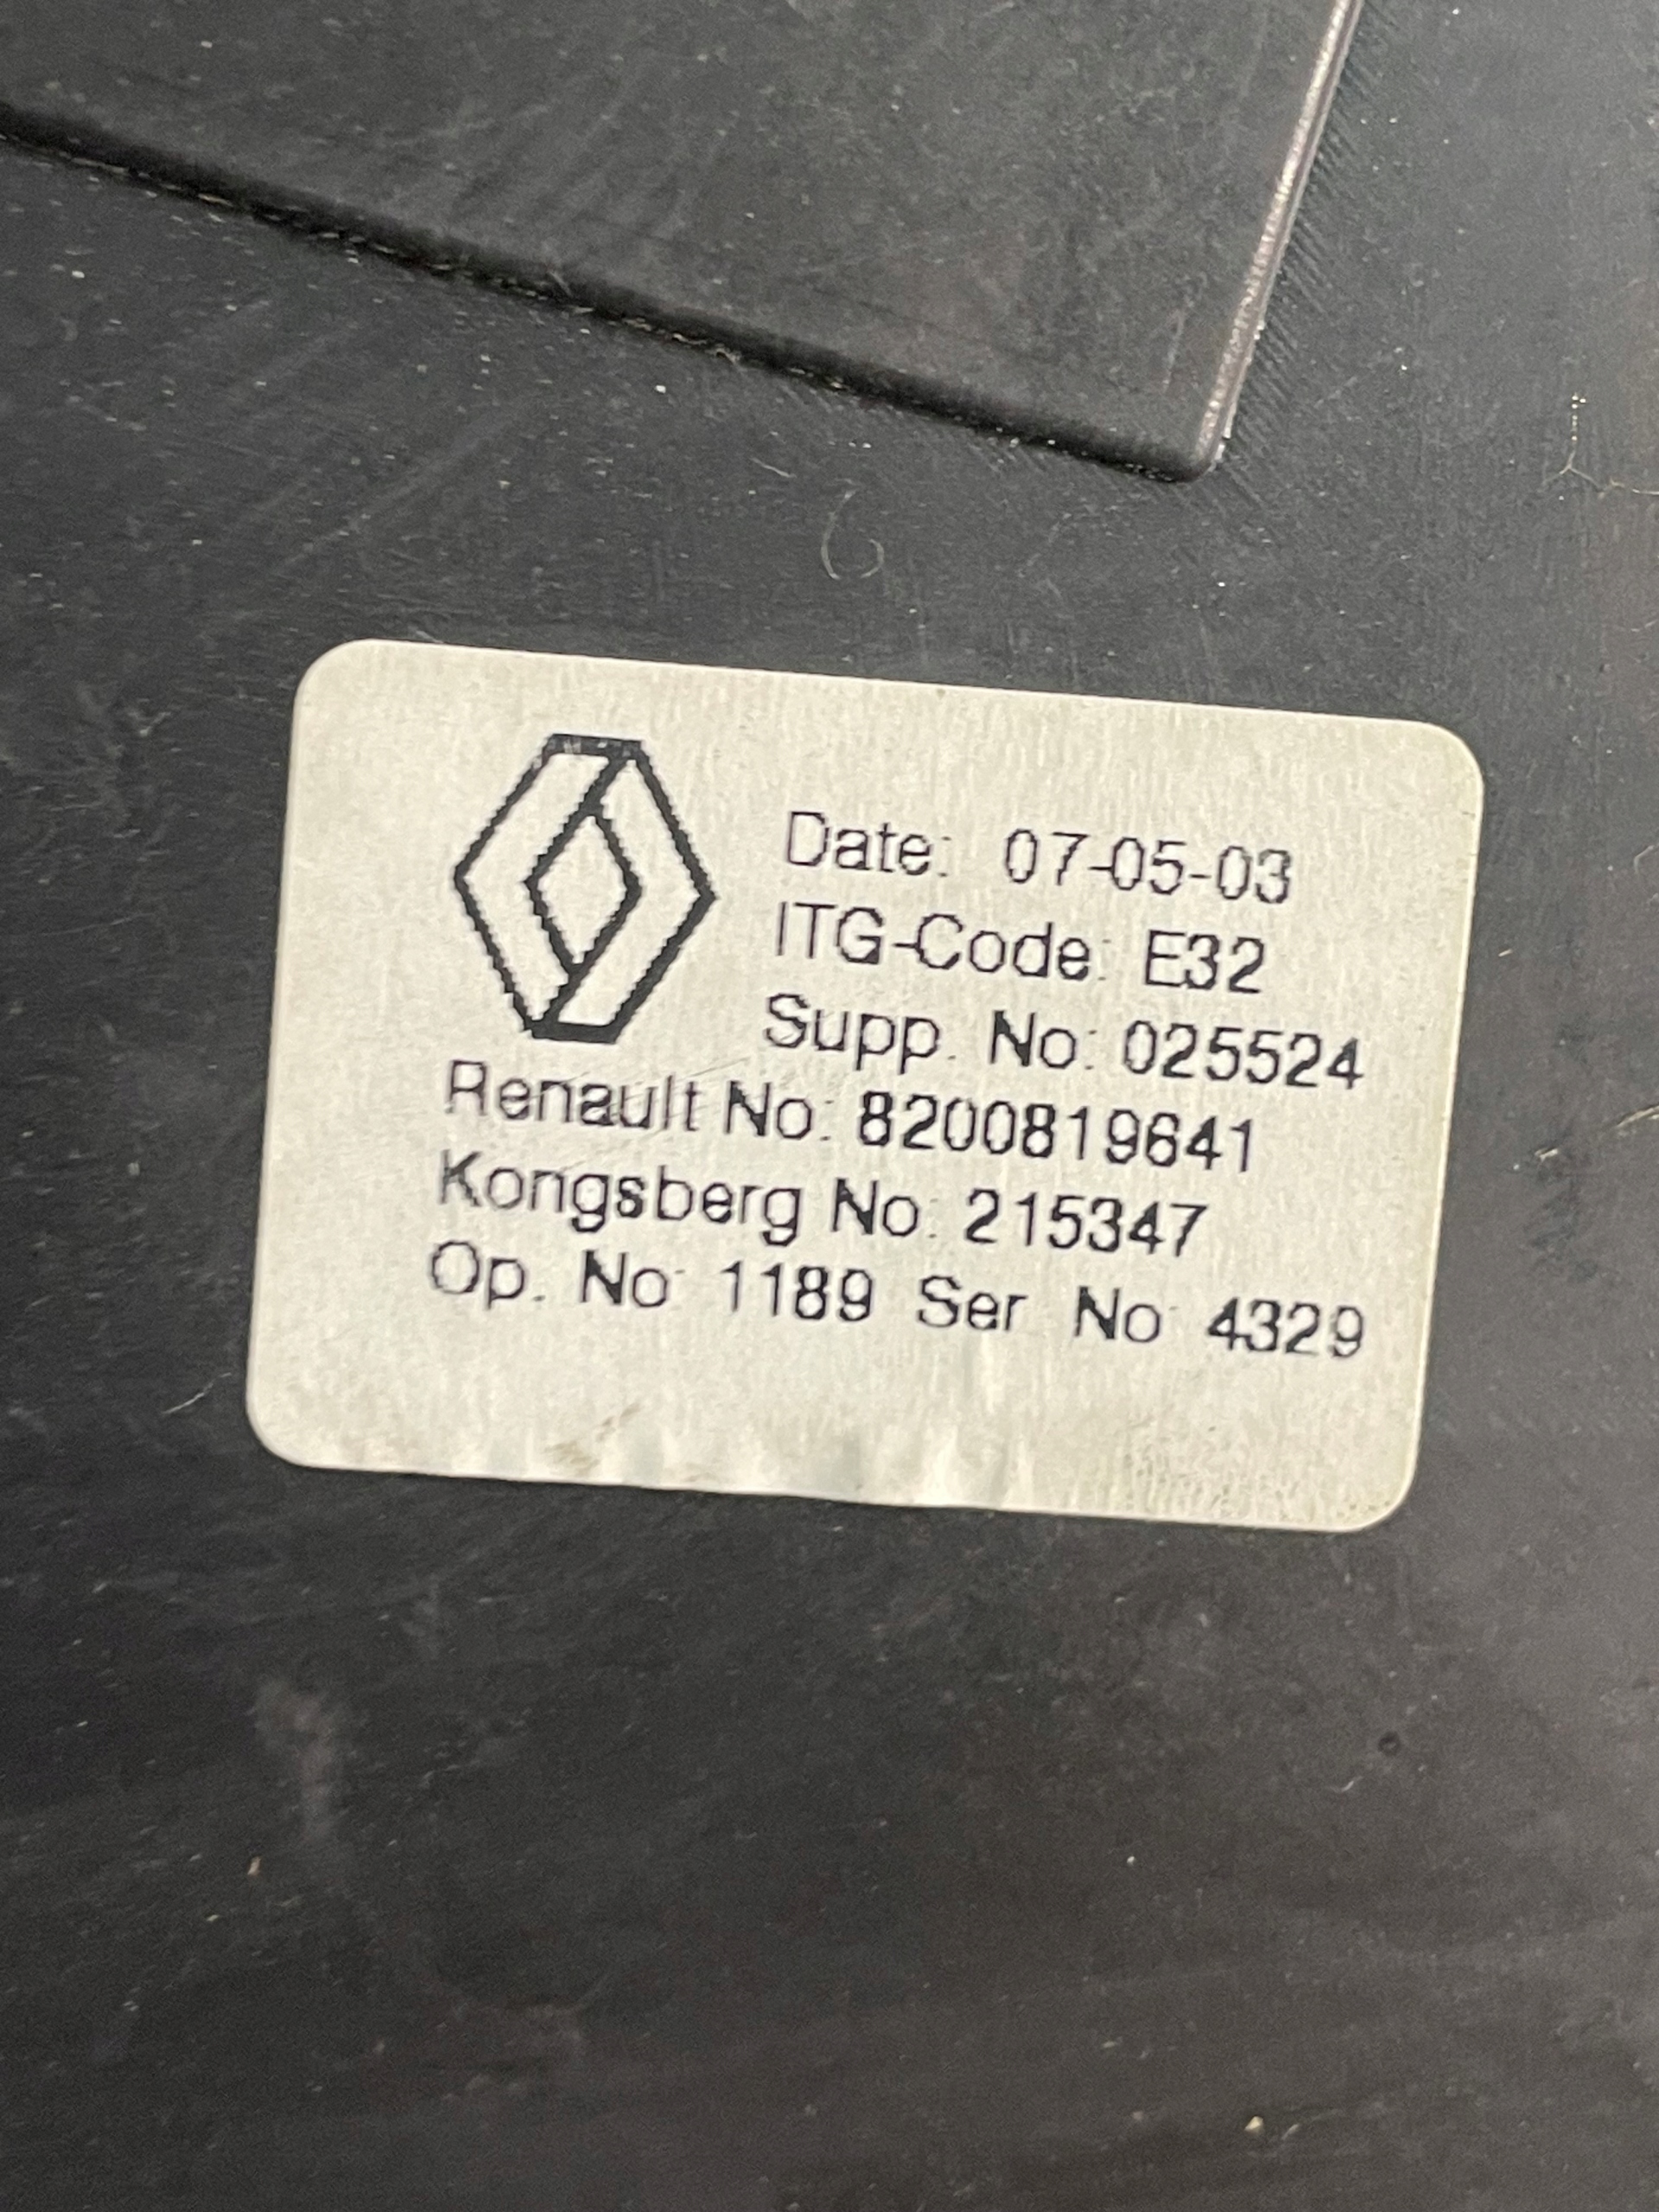 Date: 07-05-03
ITG-Code: E32
Supp. No: 025524
Renault No: 8200819641
Kongsberg No: 215347
Op. No: 1189 Ser No: 4329